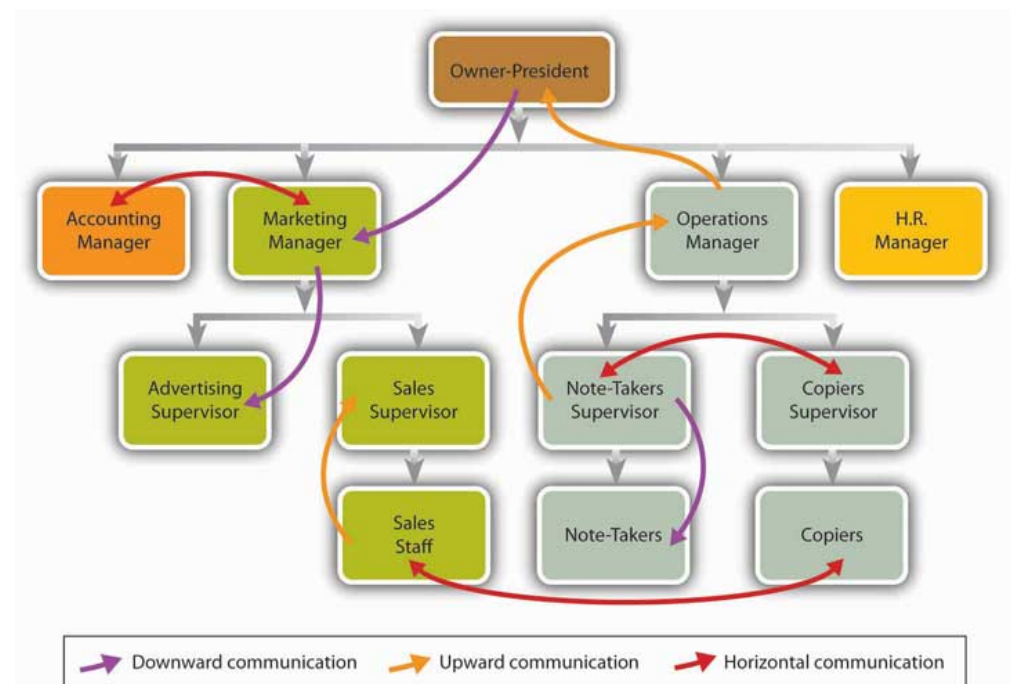 Owner-President
Accounting
Manager
Marketing
Manager
Operations
Manager
H.R.
Manager
Advertising
Supervisor
Sales
Supervisor
Note-Takers
Supervisor
Copiers
Supervisor
Sales
Staff
Note-Takers
Copiers
Downward communication
Upward communication
Horizontal communication